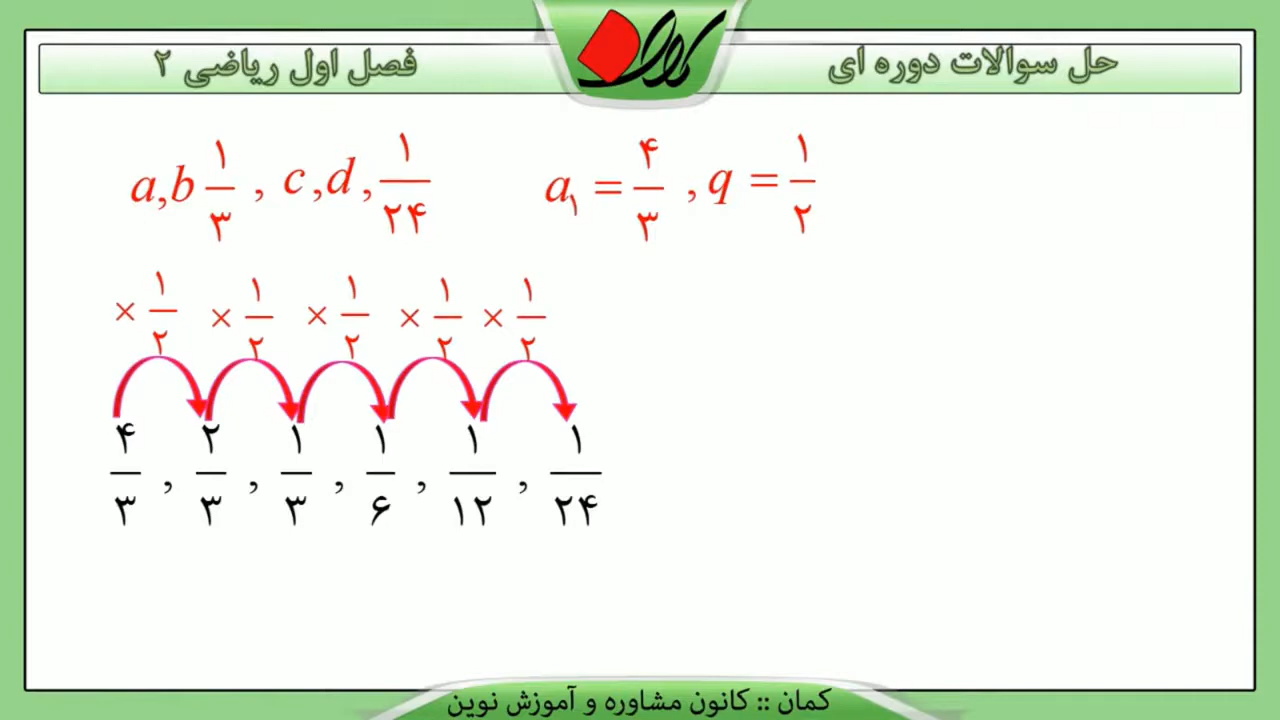 حل سوالات دوره ای
کمان
فصل اول ریاضی ۲
a,b ۱/۳ , c,d, ۱/۲۴
a₁ = ۴/۳ , q = ۱/۲
× ۱/۲ × ۱/۲ × ۱/۲ × ۱/۲ × ۱/۲
۴/۳ , ۲/۳ , ۱/۳ , ۱/۶ , ۱/۱۲ , ۱/۲۴
کمان :: کانون مشاوره و آموزش نوین